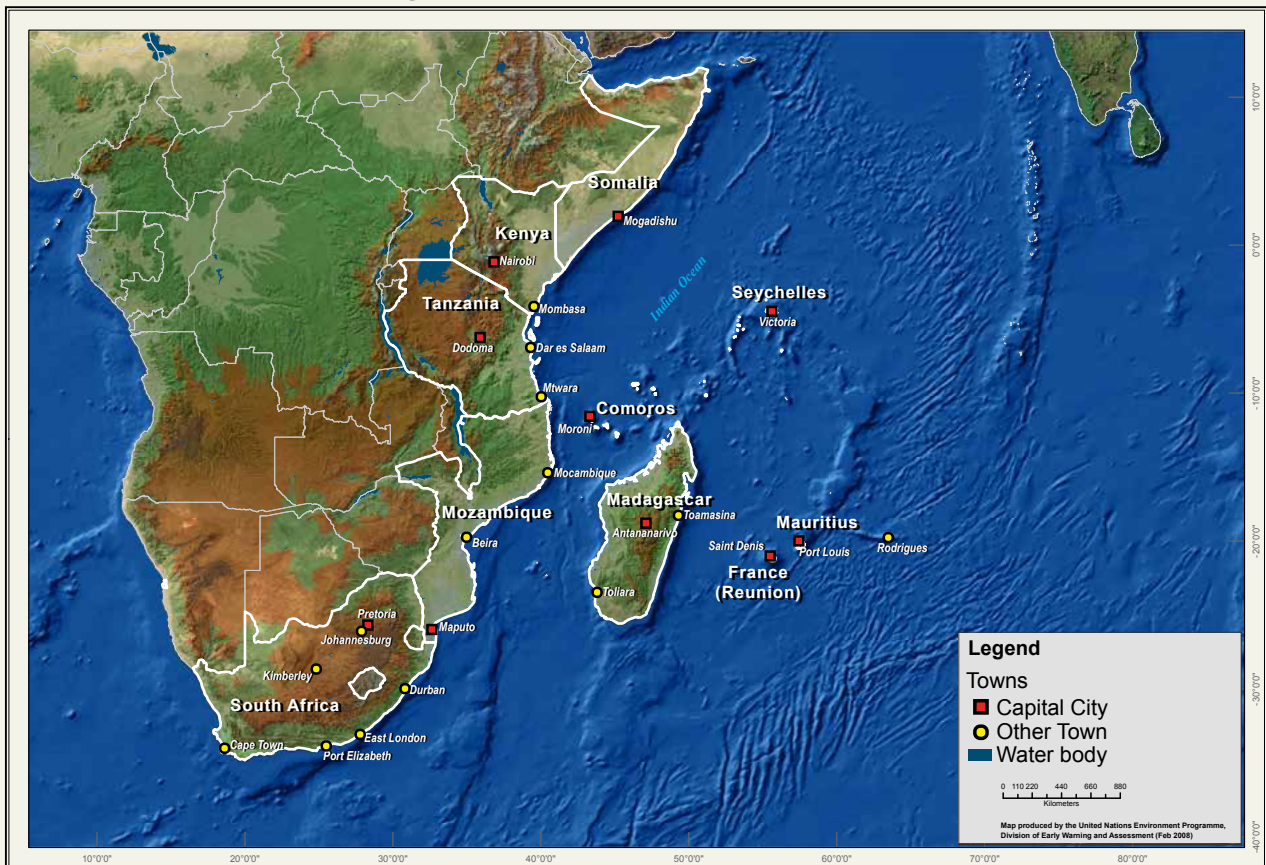 Somalia
Mogadishu
Kenya
Nairobi
Indian Ocean
Tanzania
Mombasa
Seychelles
Victoria
Dodoma
Dar es Salaam
Mtwara
Comoros
Moroni
Mocambique
Madagascar
Toamasina
Antananarivo
Mozambique
Beira
Mauritius
Saint Denis
Port Louis
Rodrigues
France
(Reunion)
Toliara
Pretoria
Johannesburg
Maputo
Kimberley
Durban
South Africa
East London
Cape Town
Port Elizabeth
10°0'0"
0°0'0"
-10°0'0"
-20°0'0"
-30°0'0"
-40°0'0"
Legend
Towns
Capital City
Other Town
Water body
0 110 220 440 660 880
Kilometers
Map produced by the United Nations Environment Programme,
Division of Early Warning and Assessment (Feb 2008)
10°0'0" 20°0'0" 30°0'0" 40°0'0" 50°0'0" 60°0'0" 70°0'0" 80°0'0"